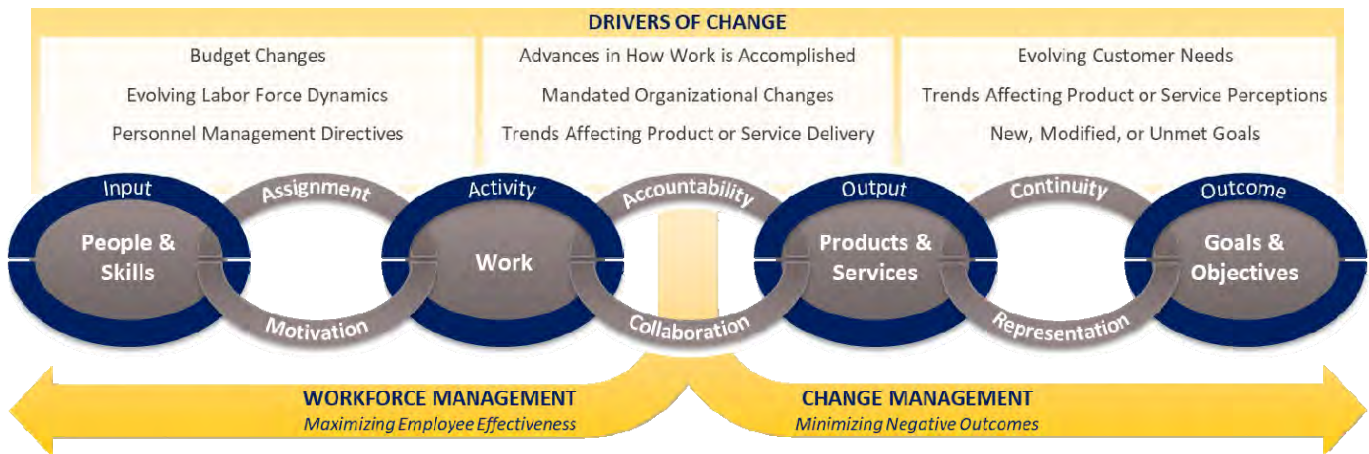 DRIVERS OF CHANGE
Budget Changes
Evolving Labor Force Dynamics
Personnel Management Directives
Advances in How Work is Accomplished
Mandated Organizational Changes
Trends Affecting Product or Service Delivery
Evolving Customer Needs
Trends Affecting Product or Service Perceptions
New, Modified, or Unmet Goals
Input
People &
Skills
Assignment
Motivation
Activity
Work
Accountability
Collaboration
Output
Products &
Services
Continuity
Representation
Outcome
Goals &
Objectives
WORKFORCE MANAGEMENT
Maximizing Employee Effectiveness
CHANGE MANAGEMENT
Minimizing Negative Outcomes